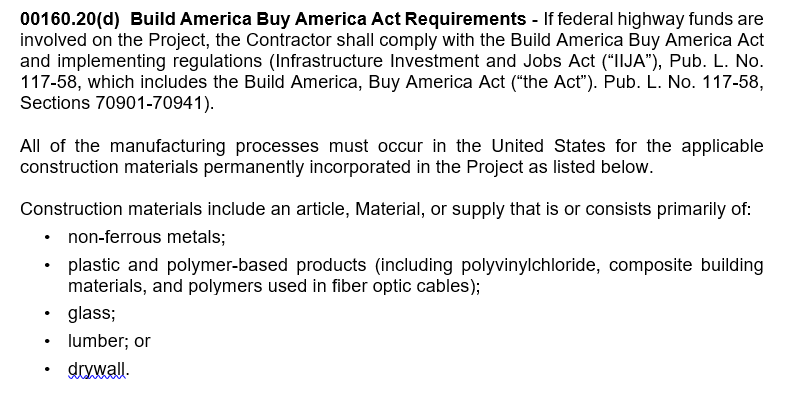 00160.20(d) Build America Buy America Act Requirements - If federal highway funds are
involved on the Project, the Contractor shall comply with the Build America Buy America Act
and implementing regulations (Infrastructure Investment and Jobs Act (“IIJA”), Pub. L. No.
117-58, which includes the Build America, Buy America Act (“the Act”). Pub. L. No. 117-58,
Sections 70901-70941).
All of the manufacturing processes must occur in the United States for the applicable
construction materials permanently incorporated in the Project as listed below.
Construction materials include an article, Material, or supply that is or consists primarily of:
• non-ferrous metals;
• plastic and polymer-based products (including polyvinylchloride, composite building
materials, and polymers used in fiber optic cables);
• glass;
• lumber; or
• drywall.